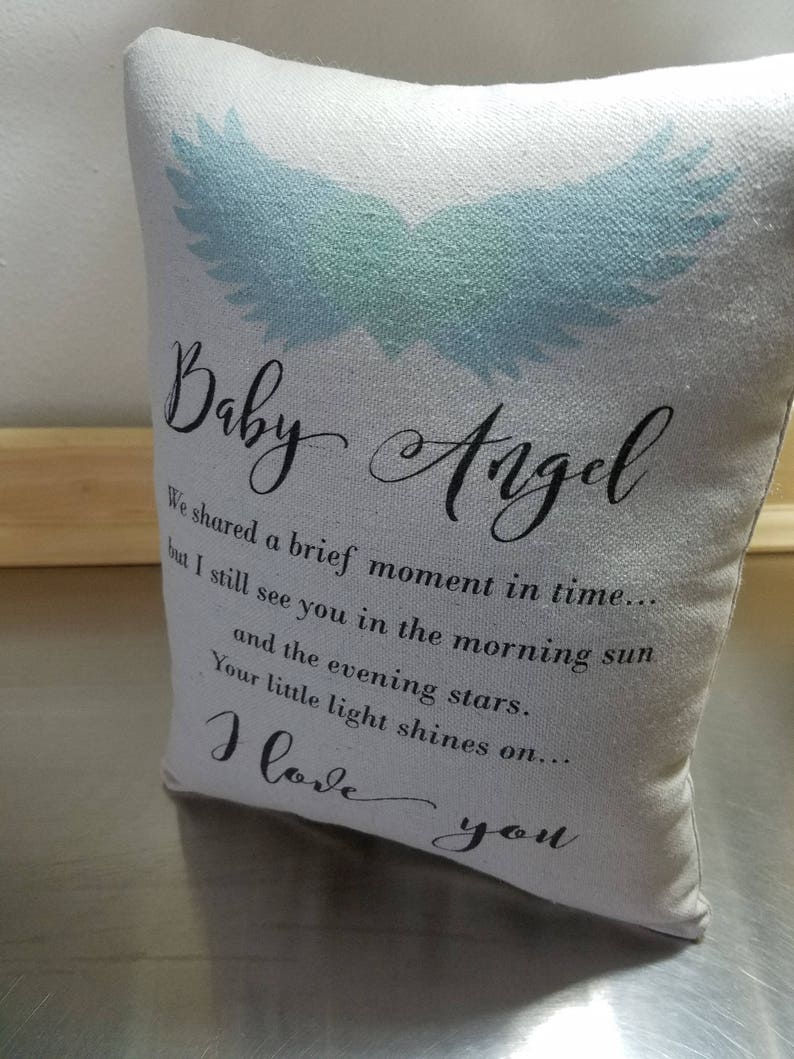 Baby Angel
We shared a brief moment in time...
but I still see you in the morning sun
and the evening stars.
Your little light shines on...
I love you